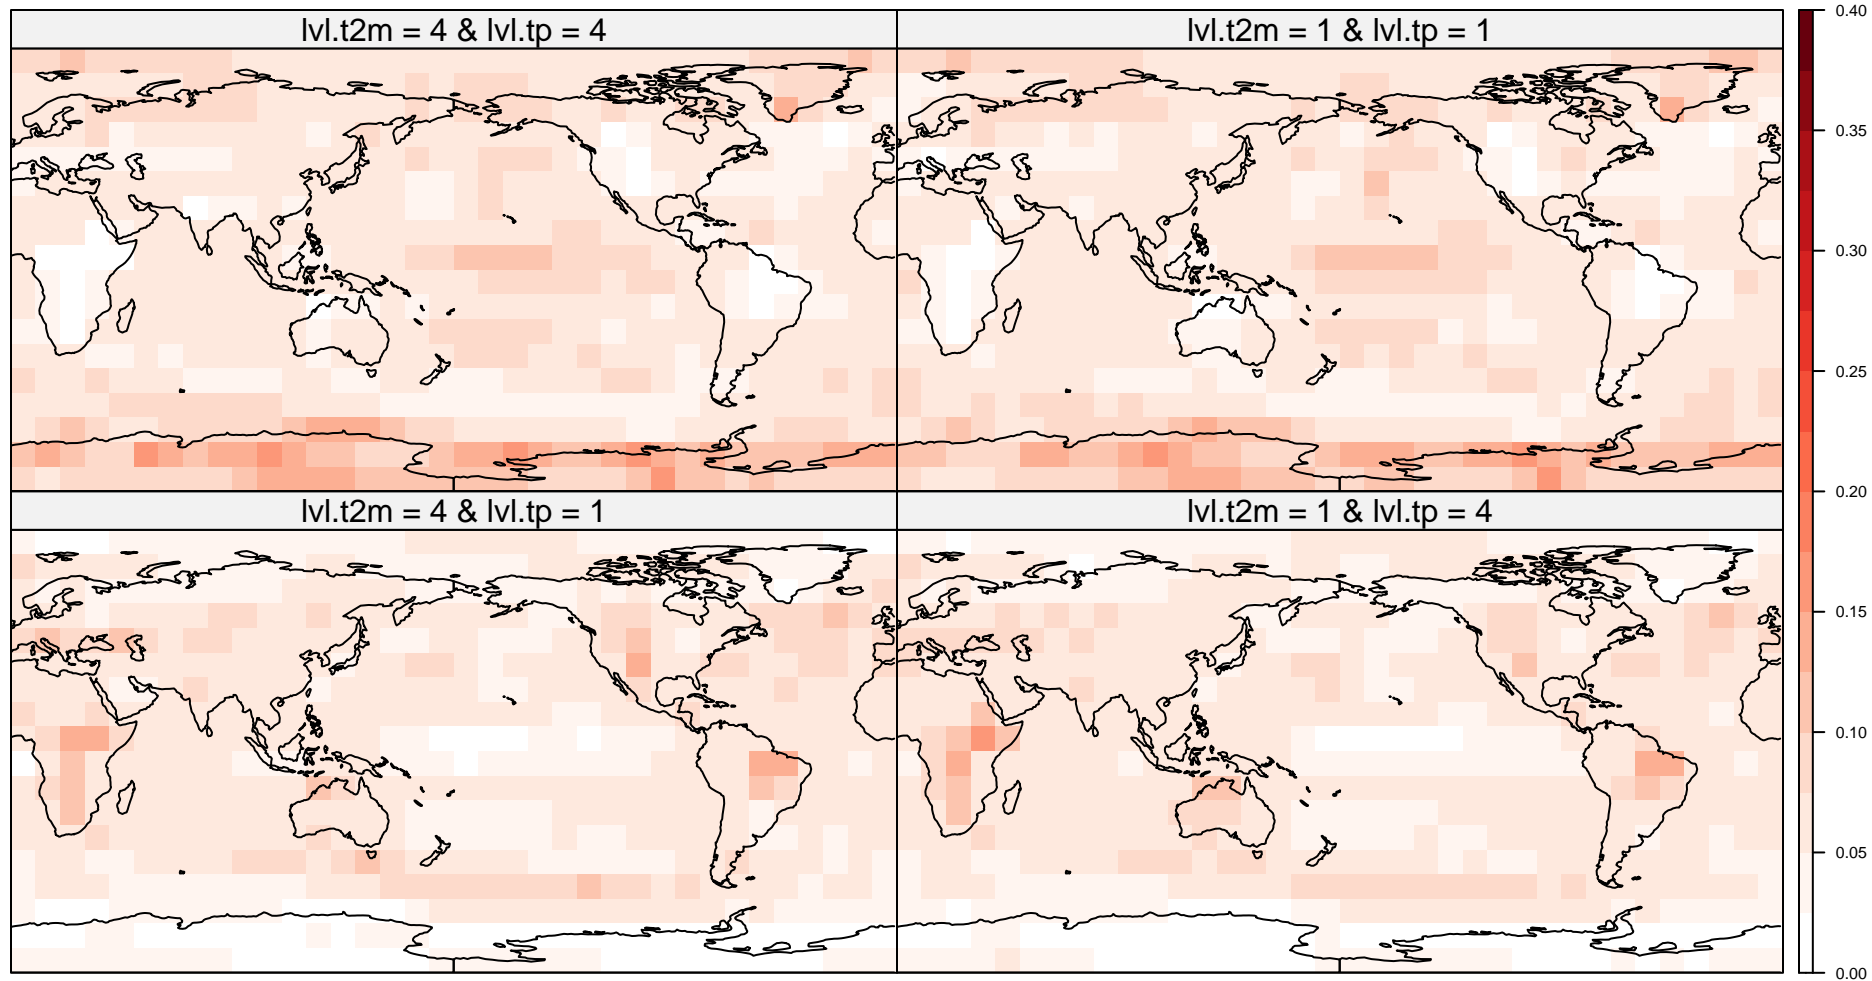 lvl.t2m = 4 & lvl.tp = 4
lvl.t2m = 1 & lvl.tp = 1
lvl.t2m = 4 & lvl.tp = 1
lvl.t2m = 1 & lvl.tp = 4
0.40
0.35
0.30
0.25
0.20
0.15
0.10
0.05
0.00